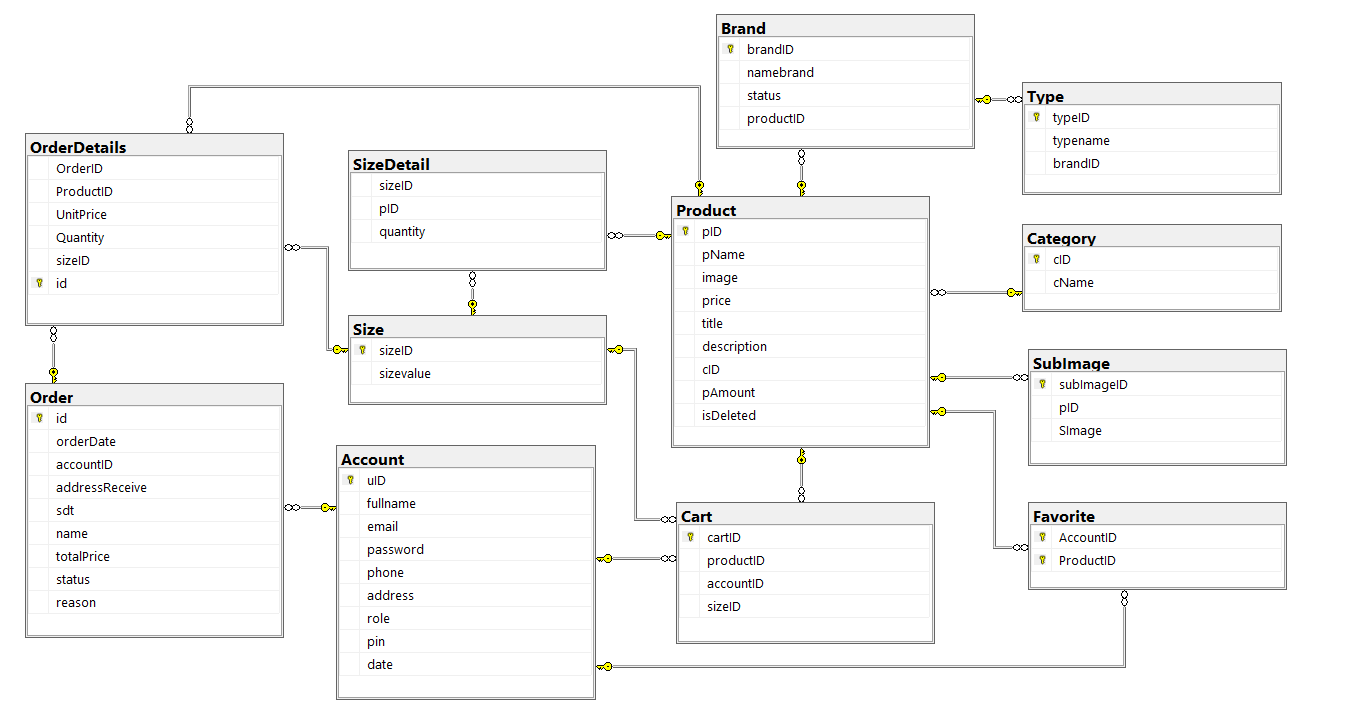 Brand
brandID
namebrand
status
productID
Type
typeID
typename
brandID
OrderDetails
OrderID
ProductID
UnitPrice
Quantity
sizeID
id
SizeDetail
sizeID
pID
quantity
Product
pID
pName
image
price
title
description
cID
pAmount
isDeleted
Category
cID
cName
Size
sizeID
sizevalue
SubImage
subImageID
pID
SImage
Order
id
orderDate
accountID
addressReceive
sdt
name
totalPrice
status
reason
Account
uID
fullname
email
password
phone
address
role
pin
date
Cart
cartID
productID
accountID
sizeID
Favorite
AccountID
ProductID